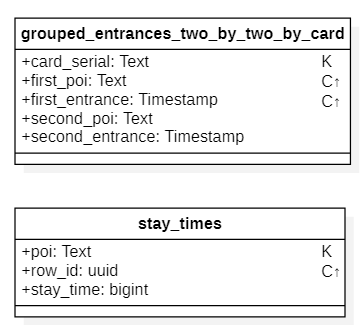 grouped_entrances_two_by_two_by_card
+card_serial: Text K
+first_poi: Text C↑
+first_entrance: Timestamp C↑
+second_poi: Text
+second_entrance: Timestamp
stay_times
+poi: Text K
+row_id: uuid C↑
+stay_time: bigint